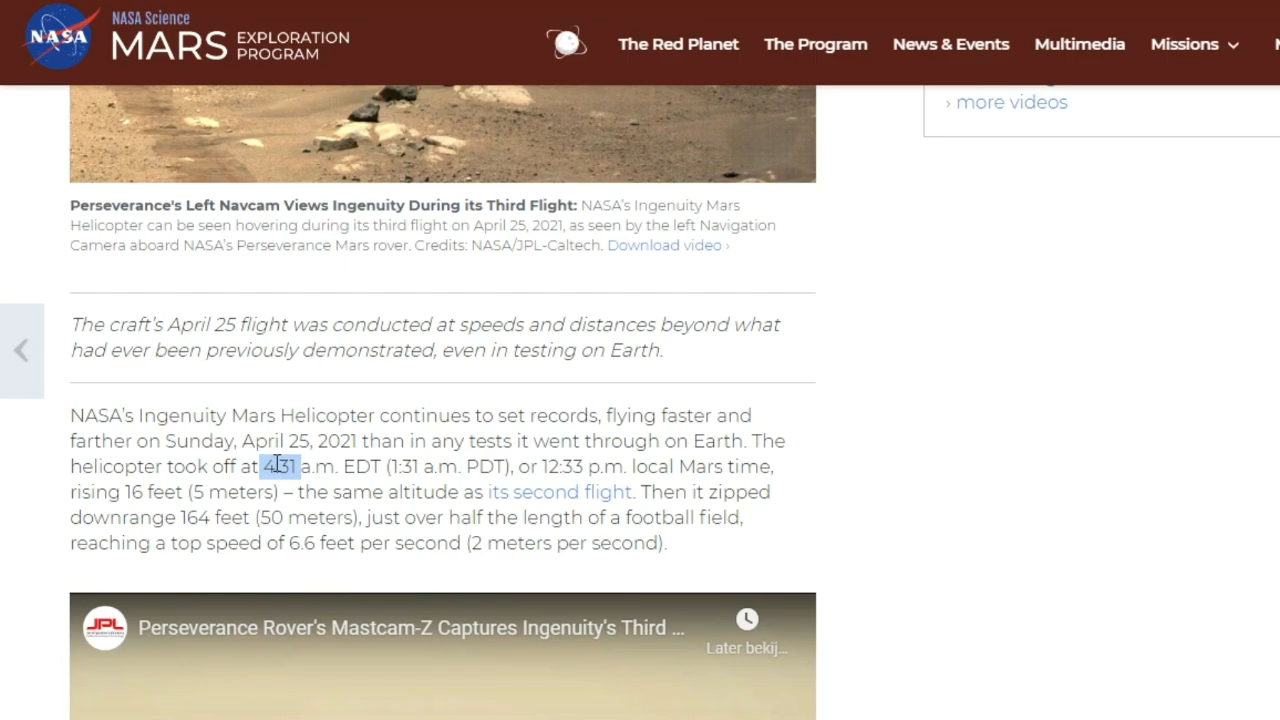 NASA
NASA Science
MARS EXPLORATION PROGRAM
The Red Planet
The Program
News & Events
Multimedia
Missions
› more videos
Perseverance's Left Navcam Views Ingenuity During its Third Flight: NASA's Ingenuity Mars
Helicopter can be seen hovering during its third flight on April 25, 2021, as seen by the left Navigation
Camera aboard NASA's Perseverance Mars rover. Credits: NASA/JPL-Caltech. Download video ›
The craft's April 25 flight was conducted at speeds and distances beyond what
had ever been previously demonstrated, even in testing on Earth.
NASA's Ingenuity Mars Helicopter continues to set records, flying faster and
farther on Sunday, April 25, 2021 than in any tests it went through on Earth. The
helicopter took off at 4:31 a.m. EDT (1:31 a.m. PDT), or 12:33 p.m. local Mars time,
rising 16 feet (5 meters) – the same altitude as its second flight. Then it zipped
downrange 164 feet (50 meters), just over half the length of a football field,
reaching a top speed of 6.6 feet per second (2 meters per second).
JPL
Perseverance Rover's Mastcam-Z Captures Ingenuity's Third ...
Later bekij...